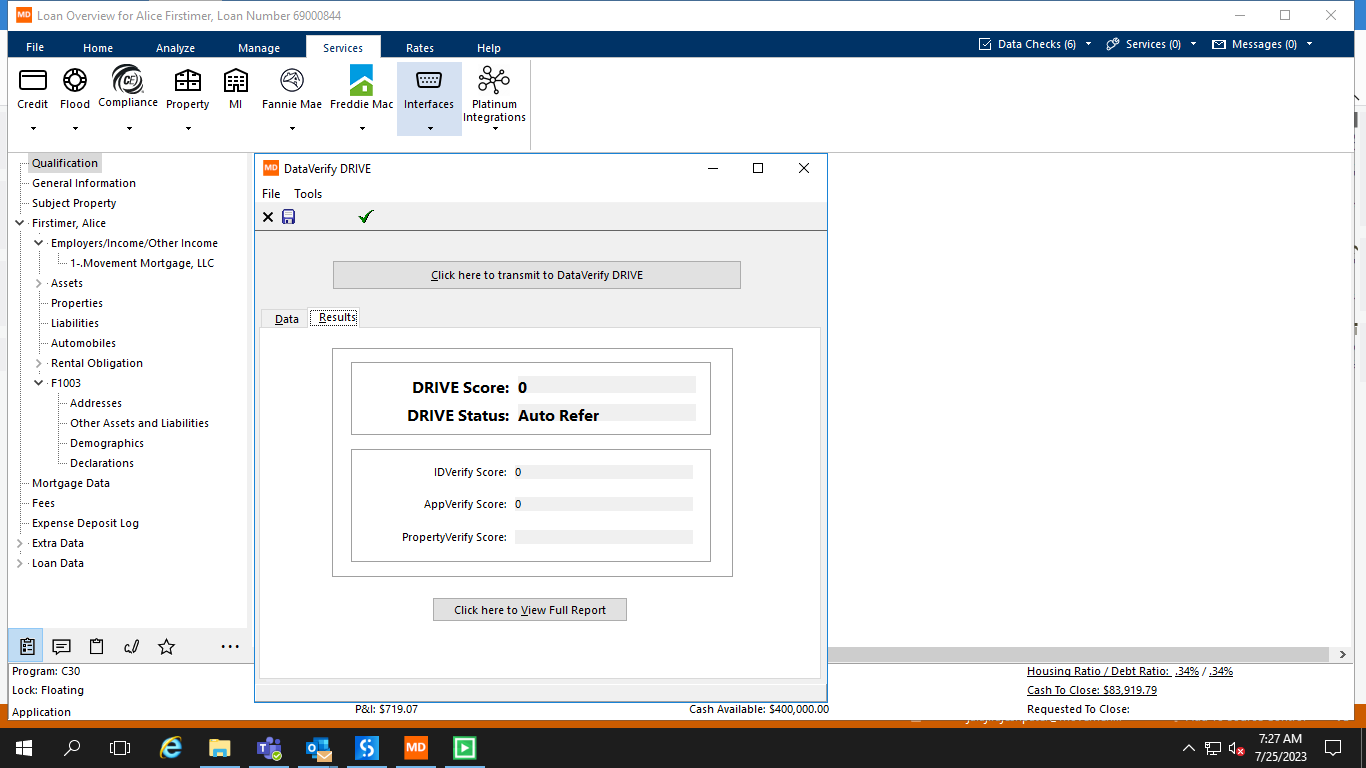 MD Loan Overview for Alice Firstimer, Loan Number 69000844
File Home Analyze Manage Services Rates Help Data Checks (6) Services (0) Messages (0)
Credit Flood Compliance Property MI Fannie Mae Freddie Mac Interfaces Platinum
Integrations
Qualification
General Information
Subject Property
Firstimer, Alice
Employers/Income/Other Income
1-.Movement Mortgage, LLC
Assets
Properties
Liabilities
Automobiles
Rental Obligation
F1003
Addresses
Other Assets and Liabilities
Demographics
Declarations
Mortgage Data
Fees
Expense Deposit Log
Extra Data
Loan Data
MD DataVerify DRIVE
File Tools
Click here to transmit to DataVerify DRIVE
Data Results
DRIVE Score: 0
DRIVE Status: Auto Refer
IDVerify Score: 0
AppVerify Score: 0
PropertyVerify Score:
Click here to View Full Report
Program: C30
Lock: Floating
Application
P&I: $719.07
Cash Available: $400,000.00
Housing Ratio / Debt Ratio: .34% / .34%
Cash To Close: $83,919.79
Requested To Close:
MD
7:27 AM
7/25/2023